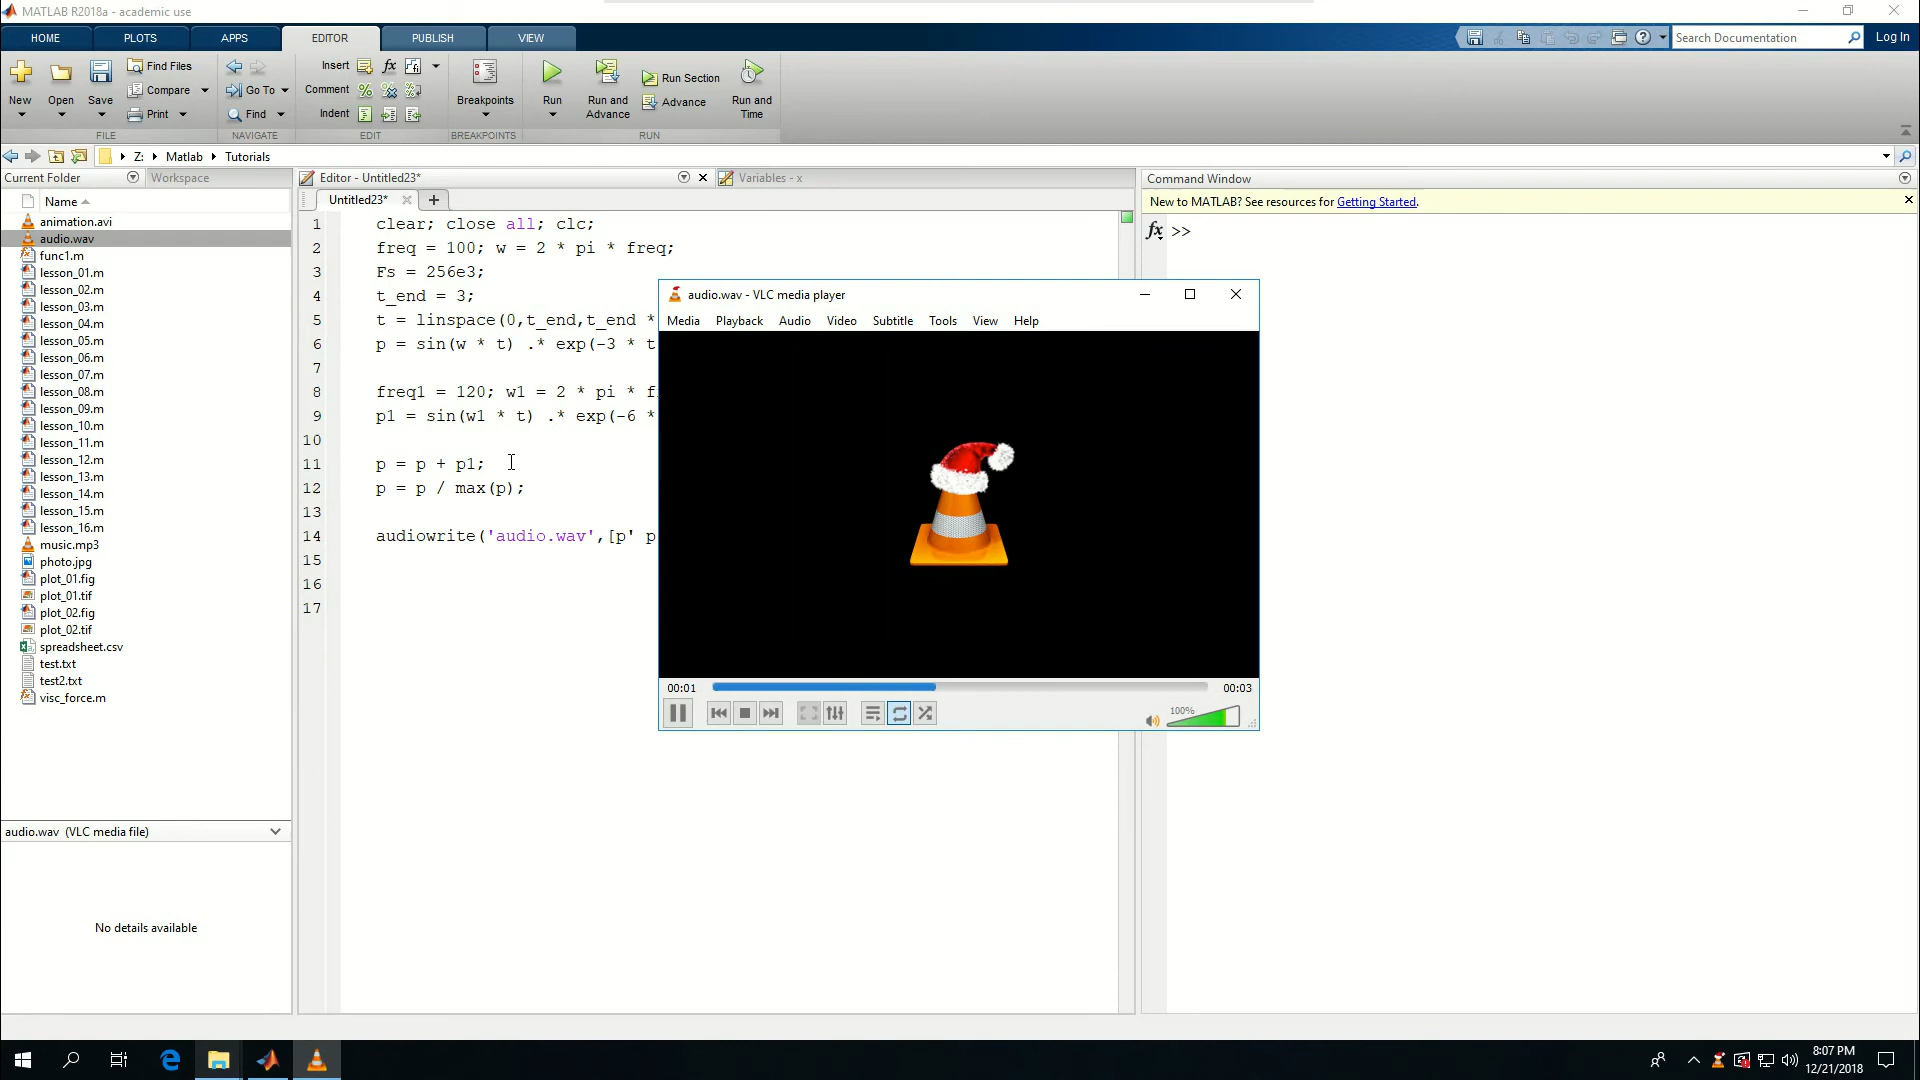 MATLAB R2018a - academic use
HOME PLOTS APPS EDITOR PUBLISH VIEW
Search Documentation
Log In
New Open Save
Find Files
Compare
Print
FILE
Go To
Find
NAVIGATE
Insert
Comment
Indent
EDIT
Breakpoints
BREAKPOINTS
Run
Run and Advance
Run Section
Advance
Run and Time
RUN
Z: Matlab Tutorials
Current Folder Workspace
Name
animation.avi
audio.wav
func1.m
lesson_01.m
lesson_02.m
lesson_03.m
lesson_04.m
lesson_05.m
lesson_06.m
lesson_07.m
lesson_08.m
lesson_09.m
lesson_10.m
lesson_11.m
lesson_12.m
lesson_13.m
lesson_14.m
lesson_15.m
lesson_16.m
music.mp3
photo.jpg
plot_01.fig
plot_01.tif
plot_02.fig
plot_02.tif
spreadsheet.csv
test.txt
test2.txt
visc_force.m
audio.wav (VLC media file)
No details available
Editor - Untitled23*
Variables - x
Untitled23*
1 clear; close all; clc;
2 freq = 100; w = 2 * pi * freq;
3 Fs = 256e3;
4 t_end = 3;
5 t = linspace(0,t_end,t_end *
6 p = sin(w * t) .* exp(-3 * t
7
8 freq1 = 120; w1 = 2 * pi * f
9 p1 = sin(w1 * t) .* exp(-6 *
10
11 p = p + p1;
12 p = p / max(p);
13
14 audiowrite('audio.wav',[p' p
15
16
17
audio.wav - VLC media player
Media Playback Audio Video Subtitle Tools View Help
00:01 00:03
100%
Command Window
New to MATLAB? See resources for Getting Started.
fx >>
8:07 PM
12/21/2018